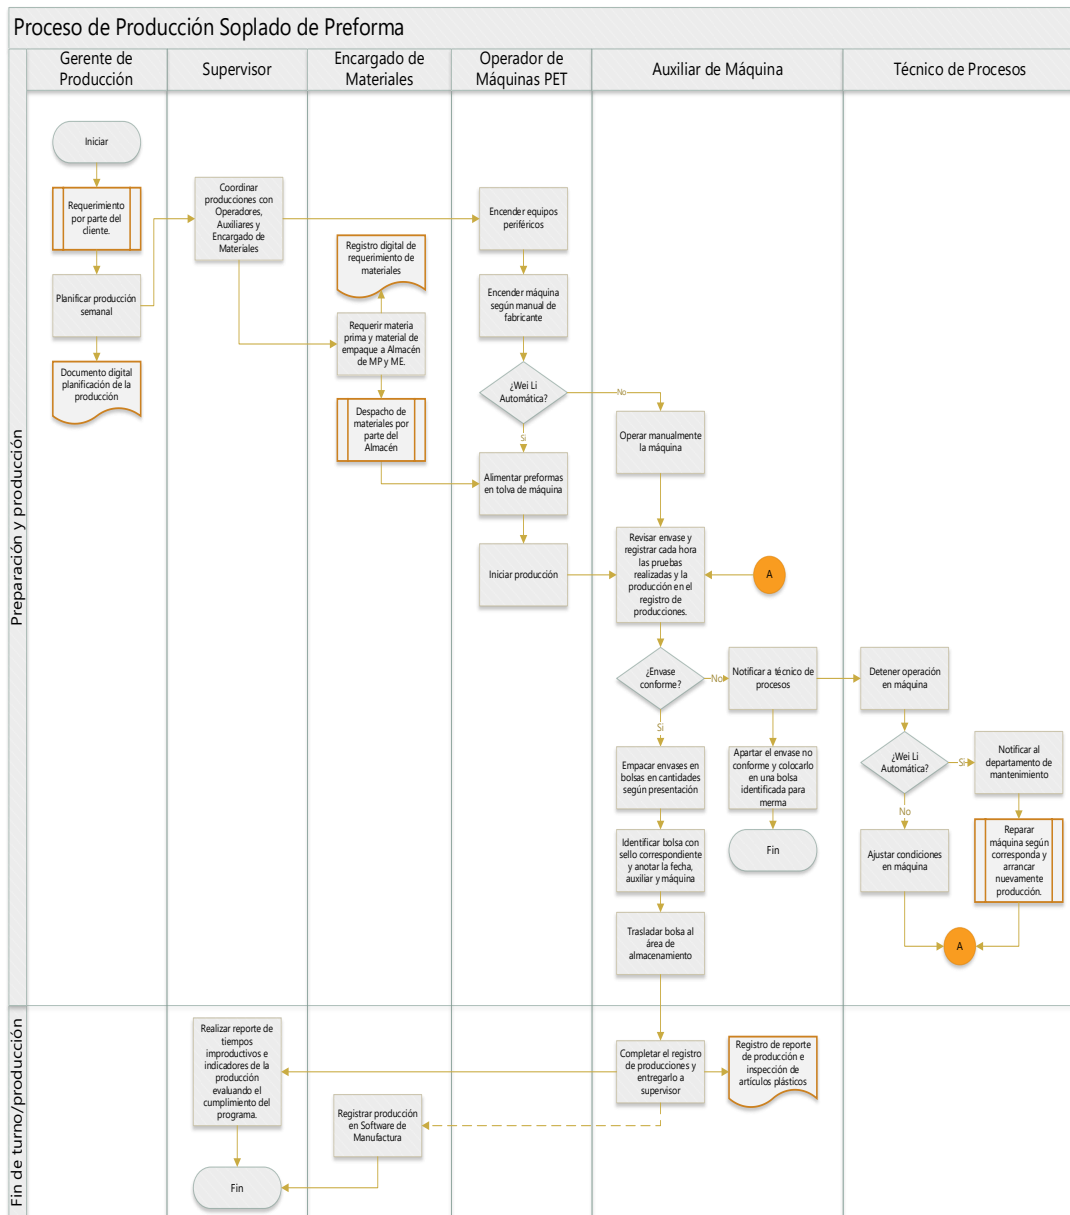 Proceso de Producción Soplado de Preforma
Gerente de
Producción
Supervisor
Encargado de
Materiales
Operador de
Máquinas PET
Auxiliar de Máquina
Técnico de Procesos
Preparación y producción
Iniciar
Requerimiento
por parte del
cliente.
Planificar producción
semanal
Documento digital
planificación de la
producción
Coordinar
producciones con
Operadores,
Auxiliares y
Encargado de
Materiales
Registro digital de
requerimiento de
materiales
Requerir materia
prima y material de
empaque a Almacén
de MP y ME.
Despacho de
materiales por
parte del
Almacén
Encender equipos
periféricos
Encender máquina
según manual de
fabricante
¿Wei Li
Automática?
No
Si
Alimentar preformas
en tolva de máquina
Iniciar producción
Operar manualmente
la máquina
Revisar envase y
registrar cada hora
las pruebas
realizadas y la
producción en el
registro de
producciones.
A
¿Envase
conforme?
No
Si
Notificar a técnico de
procesos
Apartar el envase no
conforme y colocarlo
en una bolsa
identificada para
merma
Fin
Empacar envases en
bolsas en cantidades
según presentación
Identificar bolsa con
sello correspondiente
y anotar la fecha,
auxiliar y máquina
Trasladar bolsa al
área de
almacenamiento
Detener operación
en máquina
¿Wei Li
Automática?
Si
No
Notificar al
departamento de
mantenimiento
Reparar
máquina según
corresponda y
arrancar
nuevamente
producción.
Ajustar condiciones
en máquina
A
Fin de turno/producción
Realizar reporte de
tiempos
improductivos e
indicadores de la
producción
evaluando el
cumplimiento del
programa.
Completar el registro
de producciones y
entregarlo a
supervisor
Registro de reporte
de producción e
inspección de
artículos plásticos
Registrar producción
en Software de
Manufactura
Fin